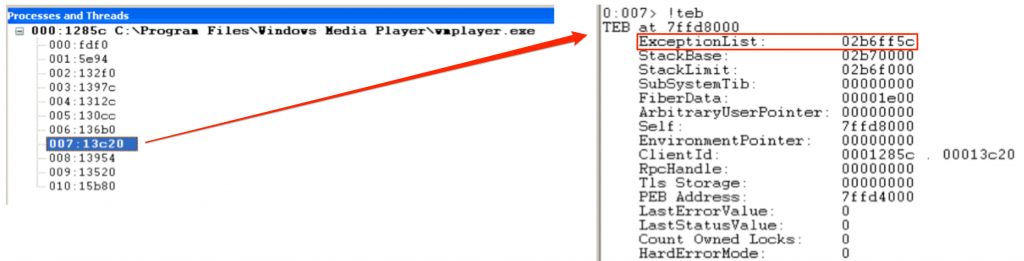 Processes and Threads
000:1285c C:\Program Files\Windows Media Player\wmplayer.exe
000:fdf0
001:5e94
002:132f0
003:1397c
004:1312c
005:130cc
006:136b0
007:13c20
008:13954
009:13520
010:15b80
0:007> !teb
TEB at 7ffd8000
ExceptionList: 02b6ff5c
StackBase: 02b70000
StackLimit: 02b6f000
SubSystemTib: 00000000
FiberData: 00001e00
ArbitraryUserPointer: 00000000
Self: 7ffd8000
EnvironmentPointer: 00000000
ClientId: 0001285c . 00013c20
RpcHandle: 00000000
Tls Storage: 00000000
PEB Address: 7ffd4000
LastErrorValue: 0
LastStatusValue: 0
Count Owned Locks: 0
HardErrorMode: 0